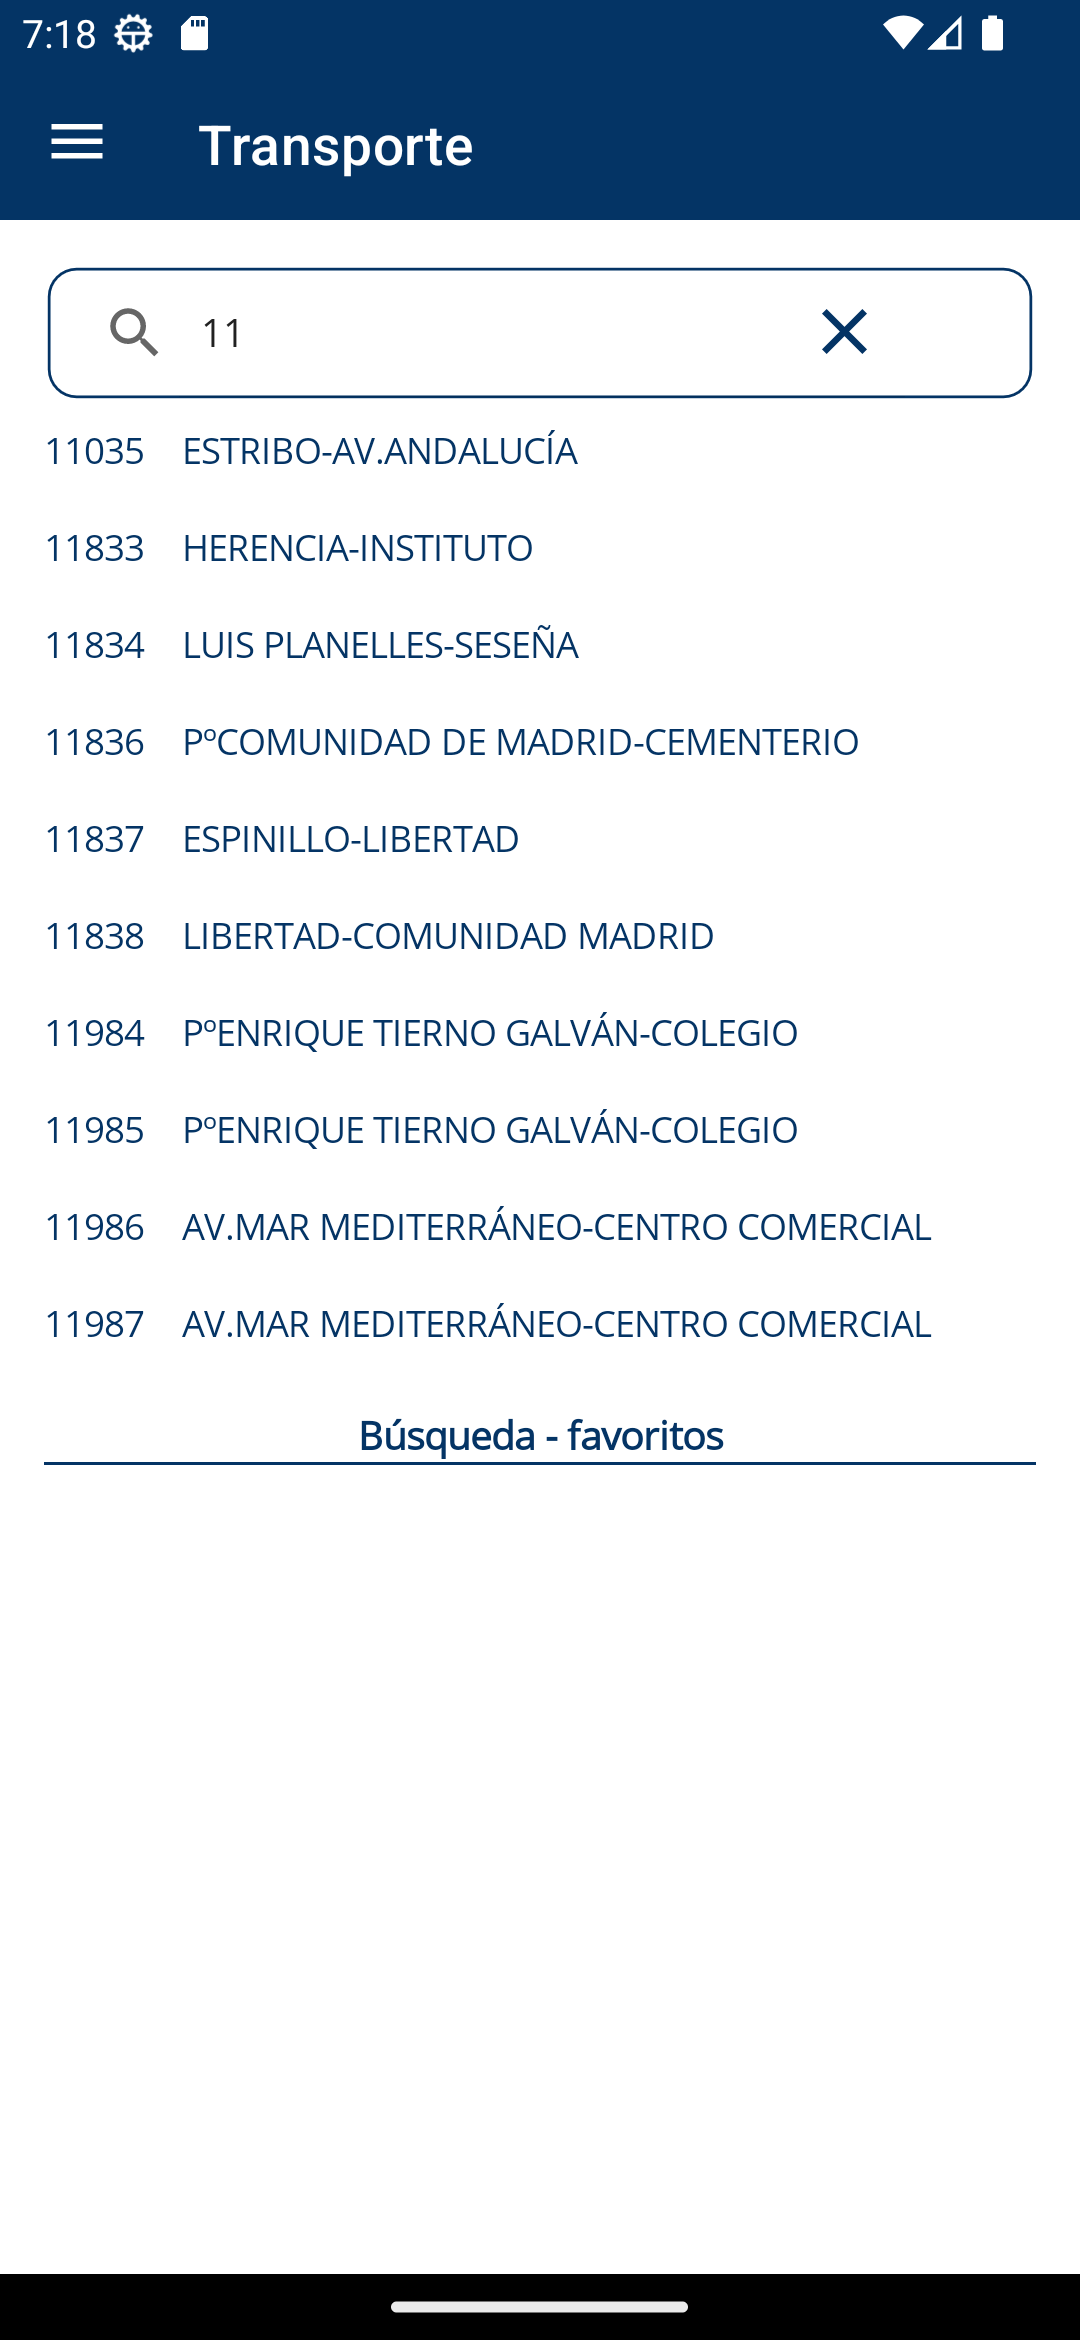 7:18
Transporte
11
11035 ESTRIBO-AV.ANDALUCÍA
11833 HERENCIA-INSTITUTO
11834 LUIS PLANELLES-SESEÑA
11836 PºCOMUNIDAD DE MADRID-CEMENTERIO
11837 ESPINILLO-LIBERTAD
11838 LIBERTAD-COMUNIDAD MADRID
11984 PºENRIQUE TIERNO GALVÁN-COLEGIO
11985 PºENRIQUE TIERNO GALVÁN-COLEGIO
11986 AV.MAR MEDITERRÁNEO-CENTRO COMERCIAL
11987 AV.MAR MEDITERRÁNEO-CENTRO COMERCIAL
Búsqueda - favoritos